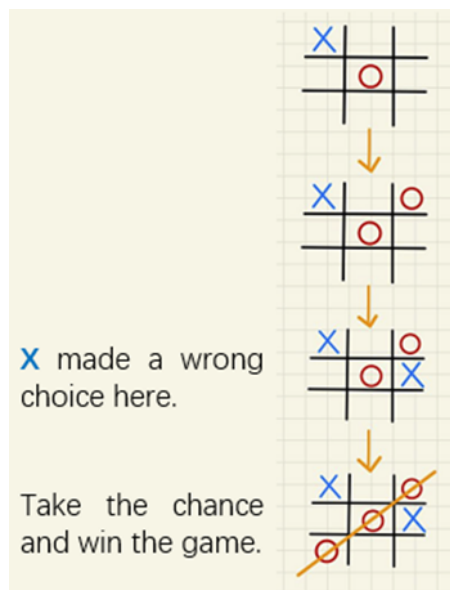 X made a wrong
choice here.
Take the chance
and win the game.